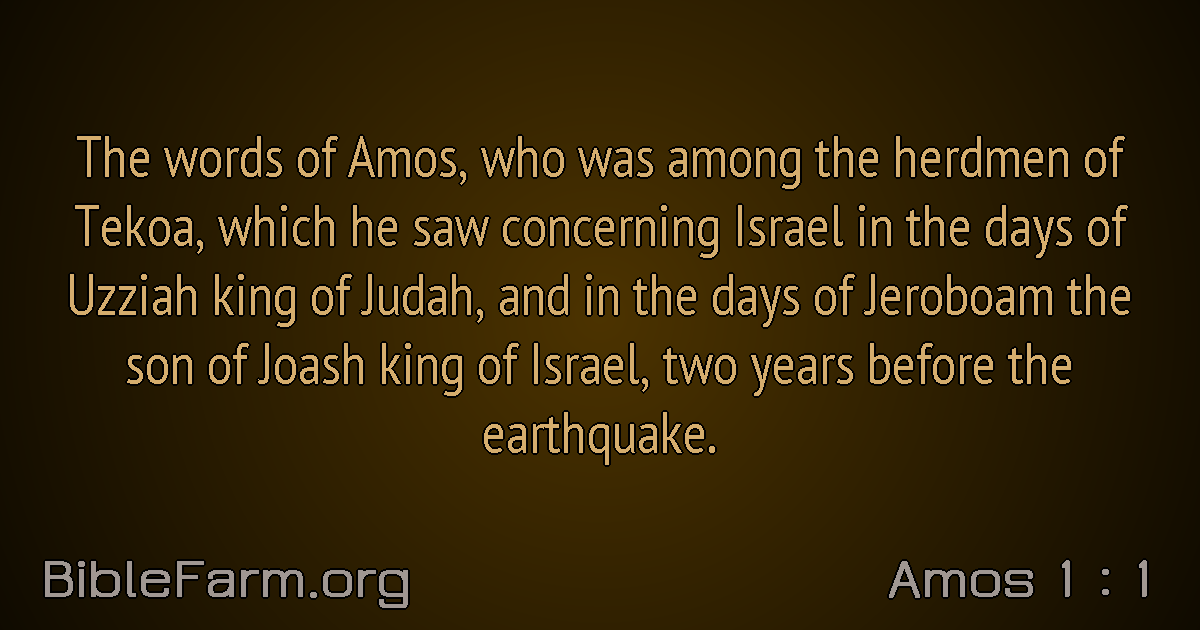 The words of Amos, who was among the herdmen of
Tekoa, which he saw concerning Israel in the days of
Uzziah king of Judah, and in the days of Jeroboam the
son of Joash king of Israel, two years before the
earthquake.
BibleFarm.org
Amos 1 : 1